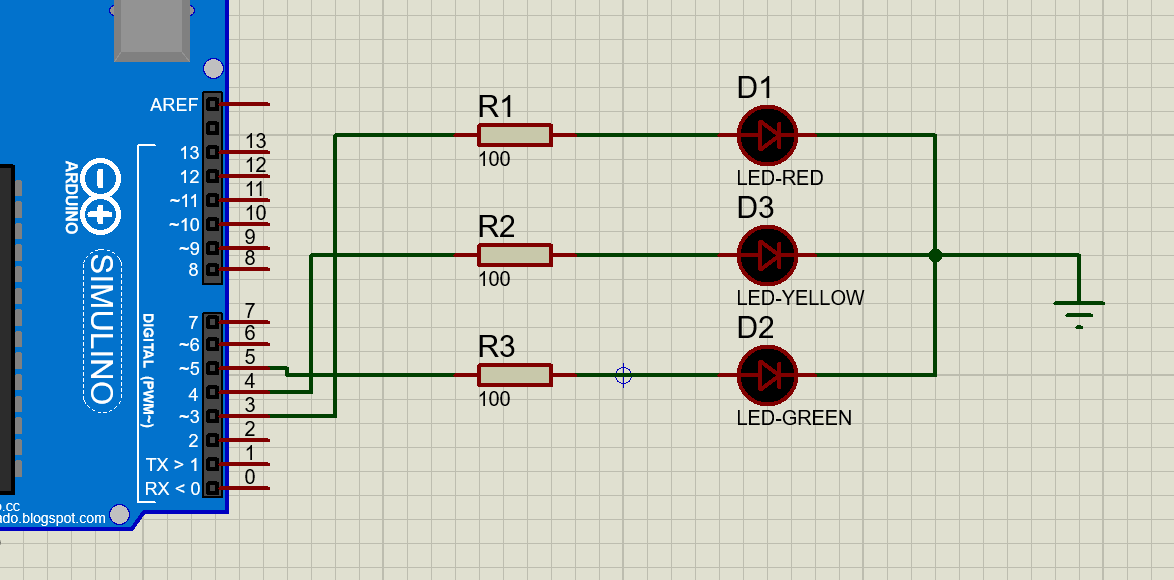 AREF
13
12
~11
~10
~9
8
7
~6
~5
4
~3
2
TX > 1
RX < 0
13
12
11
10
9
8
7
6
5
4
3
2
1
0
ARDUINO
SIMULINO
DIGITAL (PWM~)
.cc
ado.blogspot.com
R1
100
R2
100
R3
100
D1
LED-RED
D3
LED-YELLOW
D2
LED-GREEN